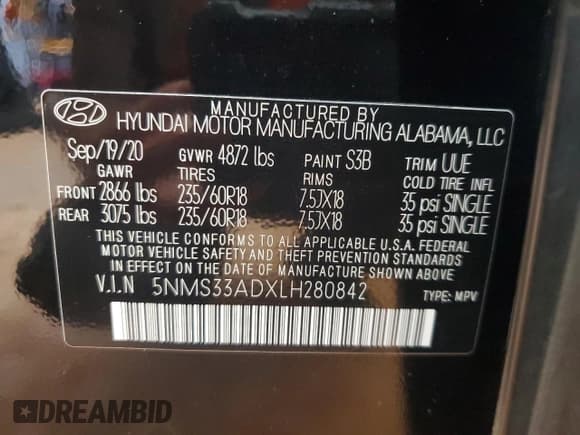 MANUFACTURED BY
HYUNDAI MOTOR MANUFACTURING ALABAMA, LLC
Sep/19/20 GVWR 4872 lbs PAINT S3B TRIM UUE
GAWR TIRES RIMS COLD TIRE INFL
FRONT 2866 lbs 235/60R18 7.5JX18 35 psi SINGLE
REAR 3075 lbs 235/60R18 7.5JX18 35 psi SINGLE
THIS VEHICLE CONFORMS TO ALL APPLICABLE U.S.A. FEDERAL
MOTOR VEHICLE SAFETY AND THEFT PREVENTION STANDARDS
IN EFFECT ON THE DATE OF MANUFACTURE SHOWN ABOVE.
V.I.N 5NMS33ADXLH280842 TYPE: MPV
DREAMBID